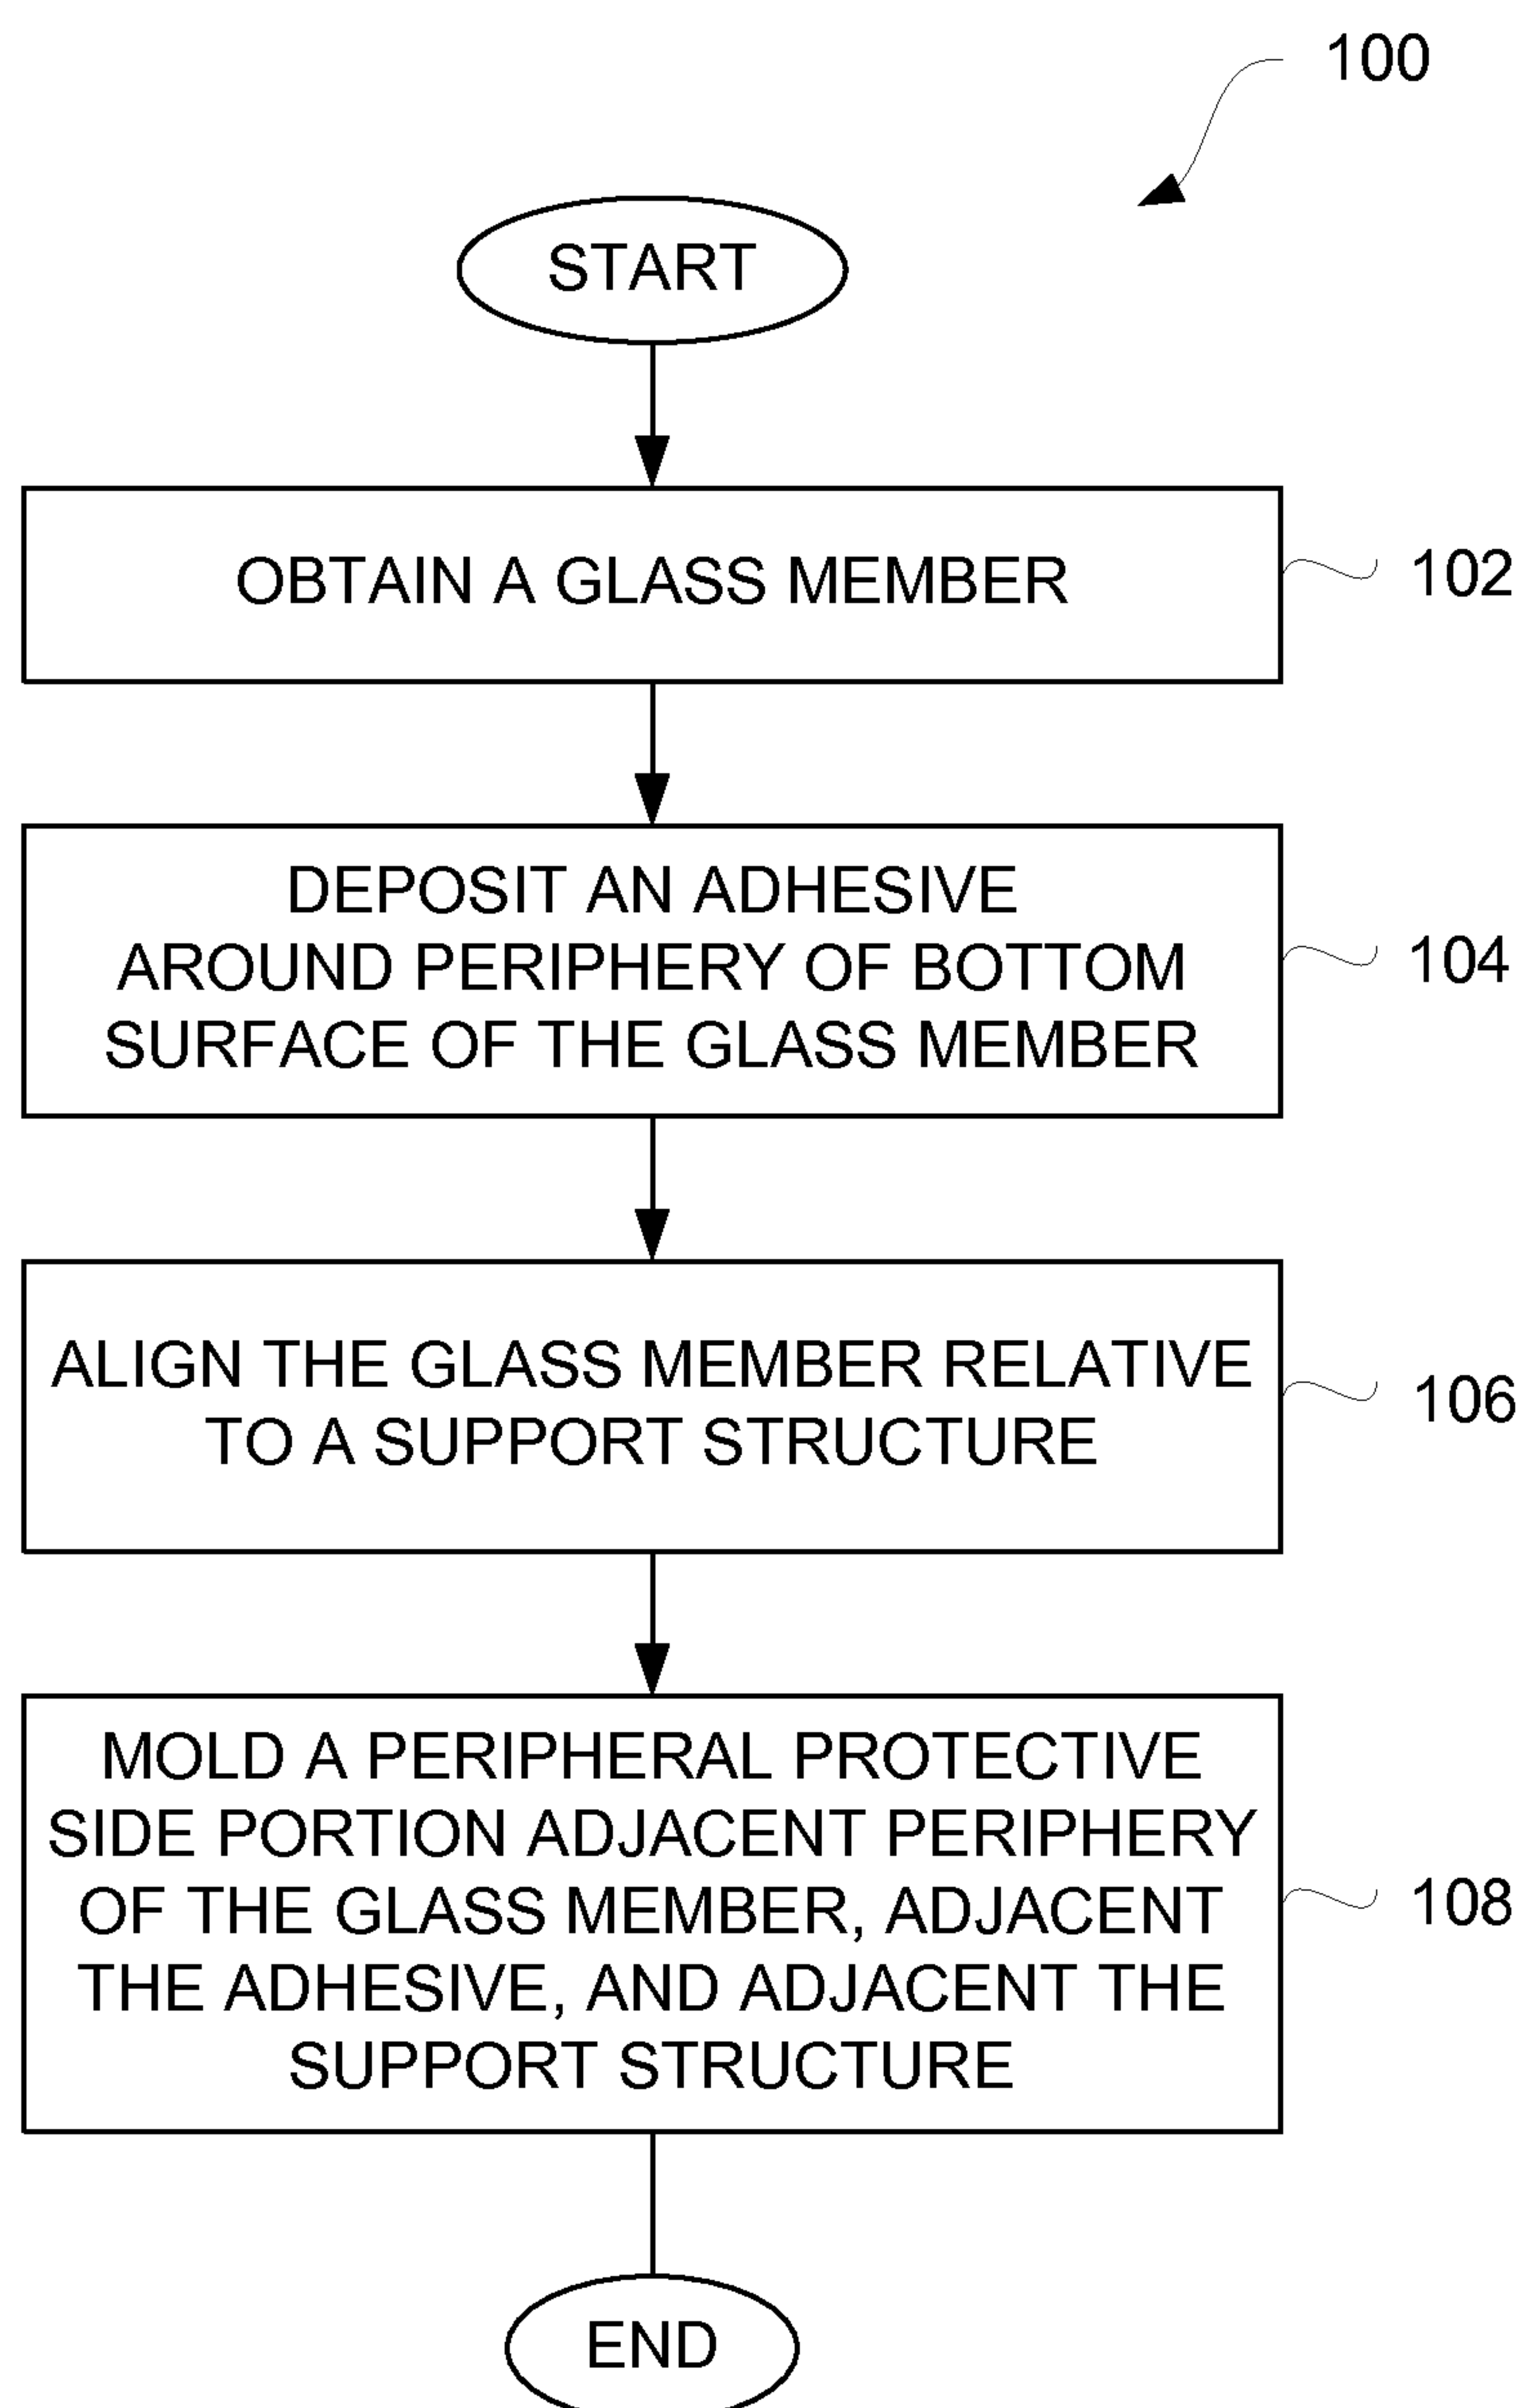 100
START
OBTAIN A GLASS MEMBER
102
DEPOSIT AN ADHESIVE
AROUND PERIPHERY OF BOTTOM
SURFACE OF THE GLASS MEMBER
104
ALIGN THE GLASS MEMBER RELATIVE
TO A SUPPORT STRUCTURE
106
MOLD A PERIPHERAL PROTECTIVE
SIDE PORTION ADJACENT PERIPHERY
OF THE GLASS MEMBER, ADJACENT
THE ADHESIVE, AND ADJACENT THE
SUPPORT STRUCTURE
108
END